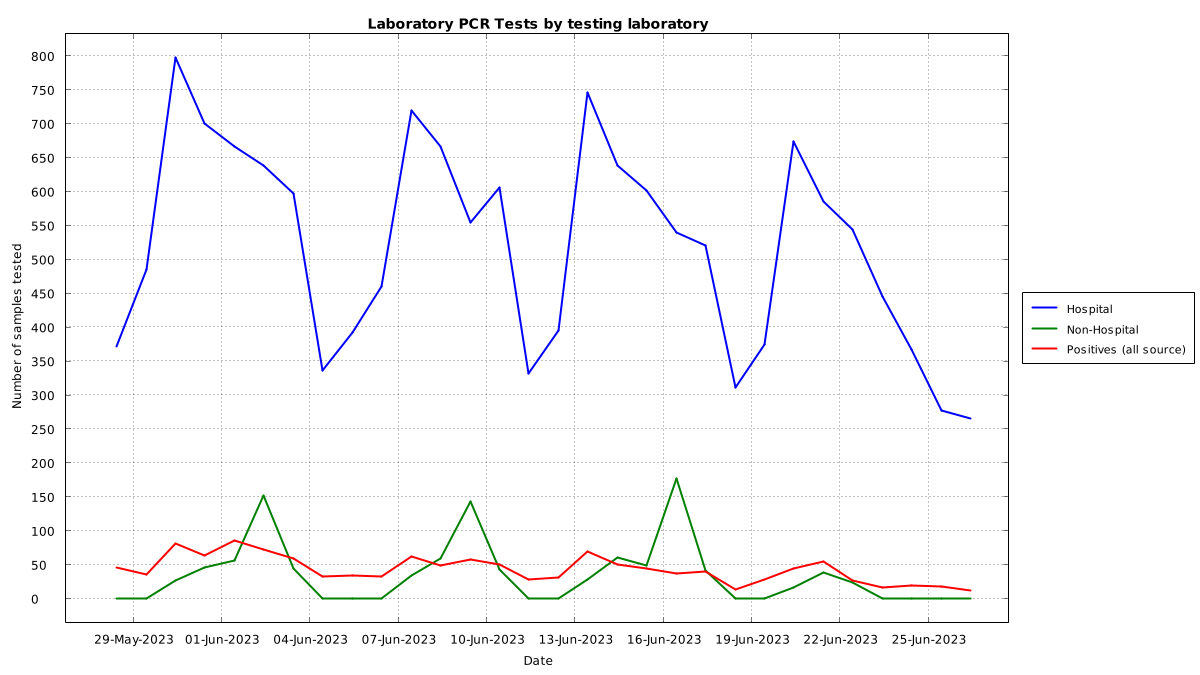 Laboratory PCR Tests by testing laboratory
Number of samples tested
800
750
700
650
600
550
500
450
400
350
300
250
200
150
100
50
0
29-May-2023 01-Jun-2023 04-Jun-2023 07-Jun-2023 10-Jun-2023 13-Jun-2023 16-Jun-2023 19-Jun-2023 22-Jun-2023 25-Jun-2023
Date
Hospital
Non-Hospital
Positives (all source)